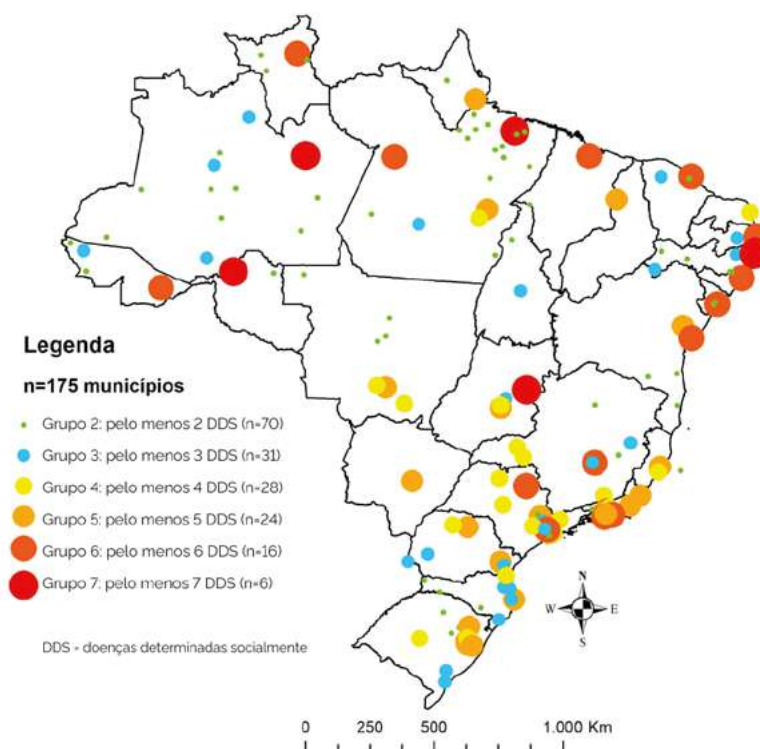 Legenda
n=175 municípios
Grupo 2: pelo menos 2 DDS (n=70)
Grupo 3: pelo menos 3 DDS (n=31)
Grupo 4: pelo menos 4 DDS (n=28)
Grupo 5: pelo menos 5 DDS (n=24)
Grupo 6: pelo menos 6 DDS (n=16)
Grupo 7: pelo menos 7 DDS (n=6)
DDS = doenças determinadas socialmente
N
W E
S
0 250 500 1.000 Km